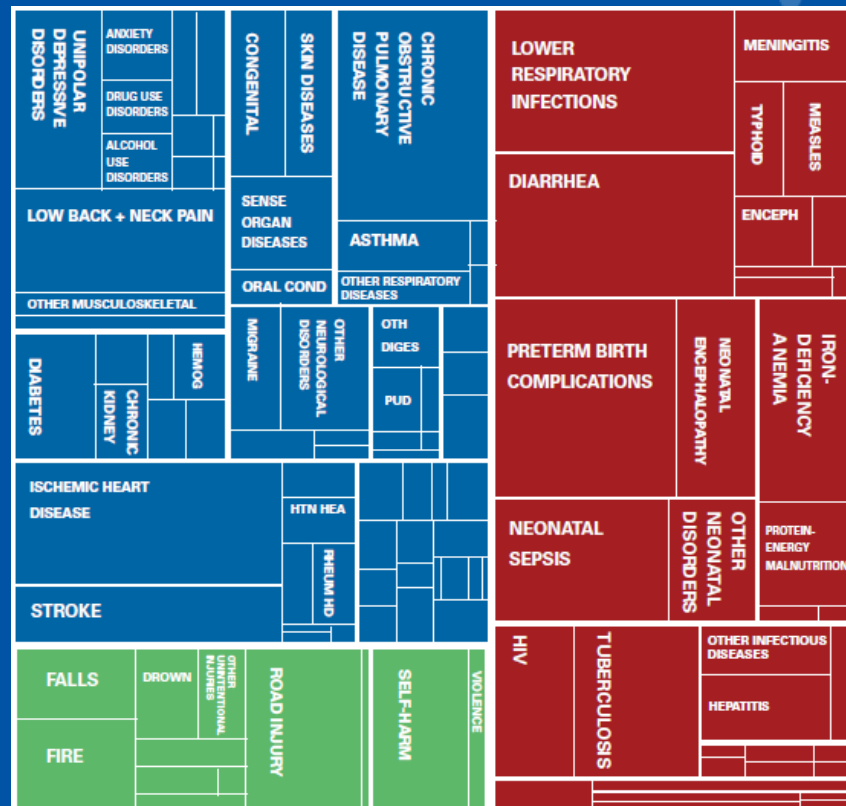 UNIPOLAR
DEPRESSIVE
DISORDERS
ANXIETY
DISORDERS
DRUG USE
DISORDERS
ALCOHOL
USE
DISORDERS
LOW BACK + NECK PAIN
OTHER MUSCULOSKELETAL
CONGENITAL
SKIN DISEASES
SENSE
ORGAN
DISEASES
ORAL COND
CHRONIC
OBSTRUCTIVE
PULMONARY
DISEASE
ASTHMA
OTHER RESPIRATORY
DISEASES
DIABETES
CHRONIC
KIDNEY
HEMOG
MIGRAINE
OTHER
NEUROLOGICAL
DISORDERS
OTH
DIGES
PUD
ISCHEMIC HEART
DISEASE
STROKE
HTN HEA
RHEUM HD
FALLS
FIRE
DROWN
OTHER
UNINTENTIONAL
INJURIES
ROAD INJURY
SELF-HARM
VIOLENCE
LOWER
RESPIRATORY
INFECTIONS
DIARRHEA
MENINGITIS
TYPHOID
MEASLES
ENCEPH
PRETERM BIRTH
COMPLICATIONS
NEONATAL
ENCEPHALOPATHY
IRON-
DEFICIENCY
ANEMIA
NEONATAL
SEPSIS
OTHER
NEONATAL
DISORDERS
PROTEIN-
ENERGY
MALNUTRITION
HIV
TUBERCULOSIS
OTHER INFECTIOUS
DISEASES
HEPATITIS